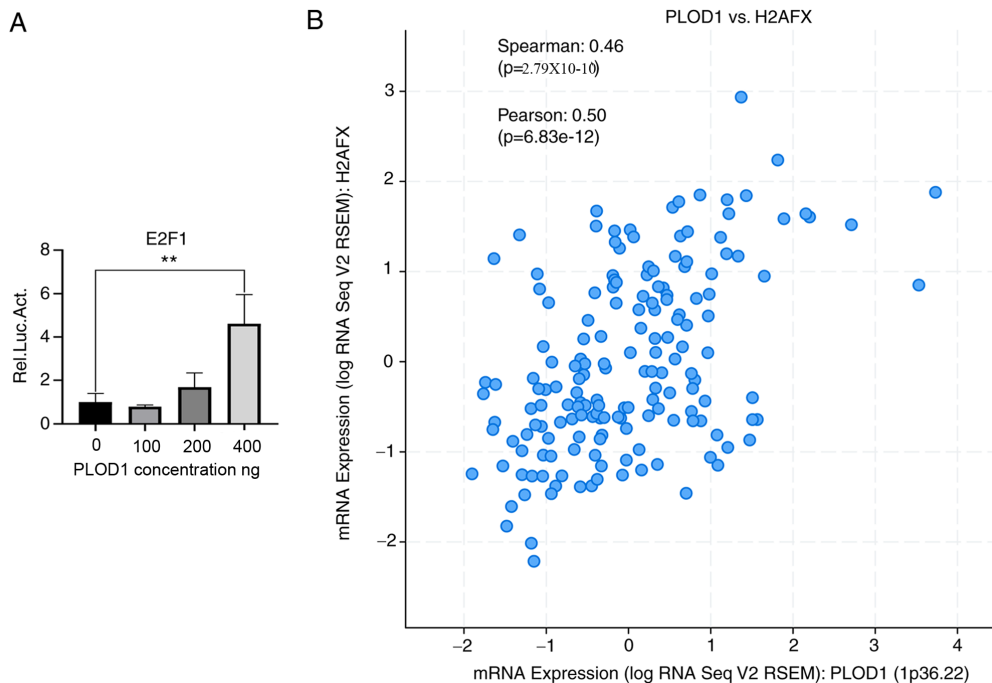 A
E2F1
**
Rel.Luc.Act.
8
6
4
2
0
0 100 200 400
PLOD1 concentration ng
B
PLOD1 vs. H2AFX
Spearman: 0.46
(p=2.79X10-10)
Pearson: 0.50
(p=6.83e-12)
mRNA Expression (log RNA Seq V2 RSEM): H2AFX
3
2
1
0
−1
−2
−2 −1 0 1 2 3 4
mRNA Expression (log RNA Seq V2 RSEM): PLOD1 (1p36.22)